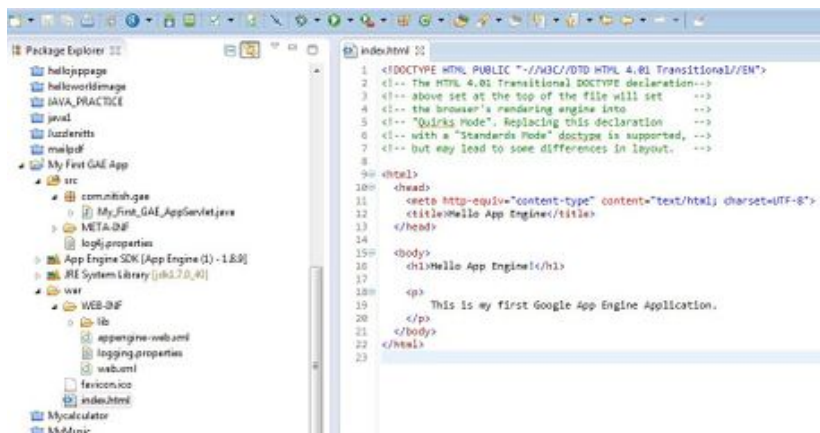 Package Explorer
hellojsppage
helloworldimage
JAVA_PRACTICE
java1
luzzlenitts
mailpdf
My First GAE App
src
com.nitish.gae
My_First_GAE_AppServlet.java
META-INF
log4j.properties
App Engine SDK [App Engine (1) - 1.8.9]
JRE System Library [jdk1.7.0_40]
war
WEB-INF
lib
appengine-web.xml
logging.properties
web.xml
favicon.ico
index.html
Mycalculator
MyMusic
index.html
1 <!DOCTYPE HTML PUBLIC "-//W3C//DTD HTML 4.01 Transitional//EN">
2 <!-- The HTML 4.01 Transitional DOCTYPE declaration-->
3 <!-- above set at the top of the file will set -->
4 <!-- the browser's rendering engine into -->
5 <!-- "Quirks Mode". Replacing this declaration -->
6 <!-- with a "Standards Mode" doctype is supported, -->
7 <!-- but may lead to some differences in layout. -->
8
9 <html>
10 <head>
11 <meta http-equiv="content-type" content="text/html; charset=UTF-8">
12 <title>Hello App Engine</title>
13 </head>
14
15 <body>
16 <h1>Hello App Engine!</h1>
17
18 <p>
19 This is my first Google App Engine Application.
20 </p>
21 </body>
22 </html>
23